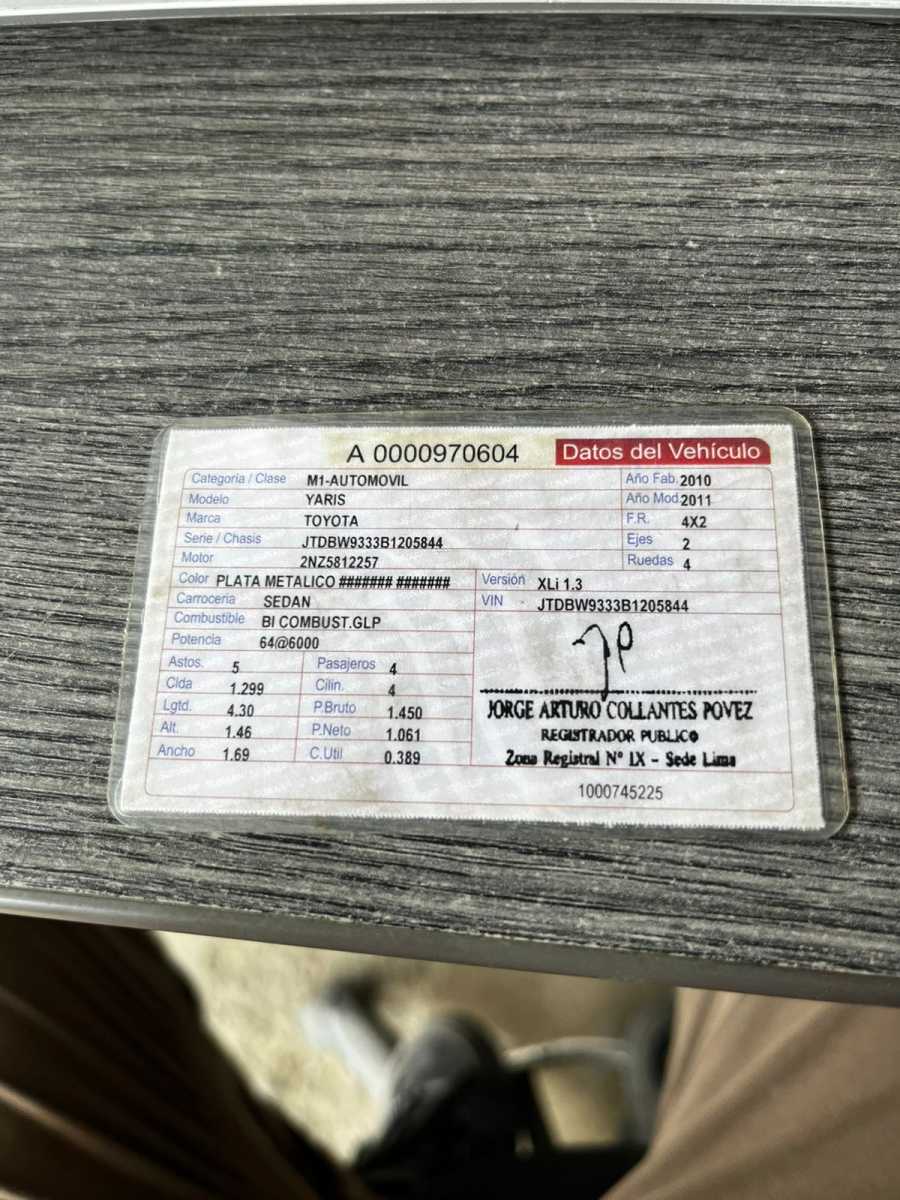 A 0000970604 Datos del Vehículo
Categoria / Clase M1-AUTOMOVIL Año Fab. 2010
Modelo YARIS Año Mod. 2011
Marca TOYOTA F.R. 4X2
Serie / Chasis JTDBW9333B1205844 Ejes 2
Motor 2NZ5812257 Ruedas 4
Color PLATA METALICO ####### ####### Versión XLi 1.3
Carroceria SEDAN VIN JTDBW9333B1205844
Combustible BI COMBUST.GLP
Potencia 64@6000
Astos. 5 Pasajeros 4
Clda 1.299 Cilin. 4
Lgtd. 4.30 P.Bruto 1.450
Alt. 1.46 P.Neto 1.061
Ancho 1.69 C.Util 0.389
JORGE ARTURO COLLANTES POVEZ
REGISTRADOR PUBLICO
Zona Registral Nº IX - Sede Lima
1000745225